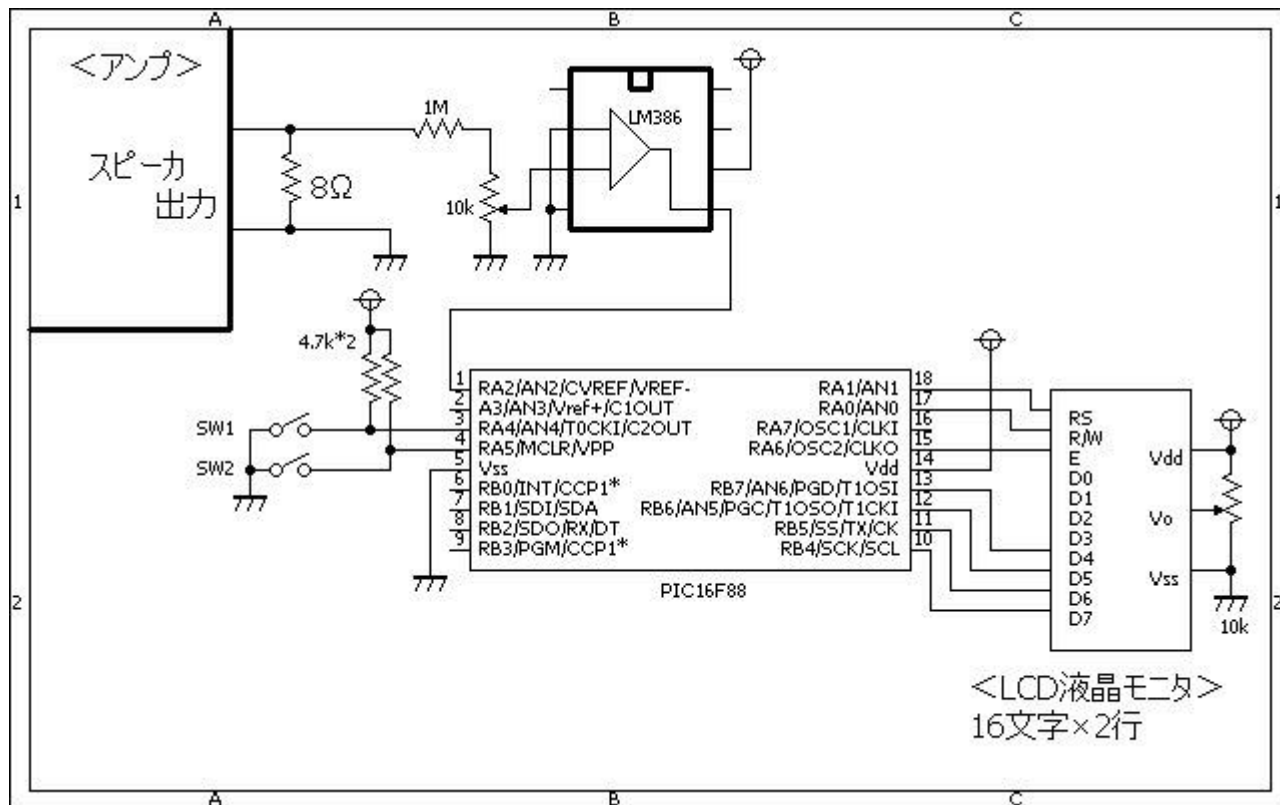 A B C
1
2
A B C
1
2
<アンプ>
スピーカ
出力
8Ω
1M
10k
LM386
4.7k*2
SW1
SW2
1 RA2/AN2/CVREF/VREF-
2 A3/AN3/Vref+/C1OUT
3 RA4/AN4/T0CKI/C2OUT
4 RA5/MCLR/VPP
5 Vss
6 RB0/INT/CCP1*
7 RB1/SDI/SDA
8 RB2/SDO/RX/DT
9 RB3/PGM/CCP1*
RA1/AN1 18
RA0/AN0 17
RA7/OSC1/CLKI 16
RA6/OSC2/CLKO 15
Vdd 14
RB7/AN6/PGD/T1OSI 13
RB6/AN5/PGC/T1OSO/T1CKI 12
RB5/SS/TX/CK 11
RB4/SCK/SCL 10
PIC16F88
RS
R/W
E
D0
D1
D2
D3
D4
D5
D6
D7
Vdd
Vo
Vss
10k
<LCD液晶モニタ>
16文字×2行